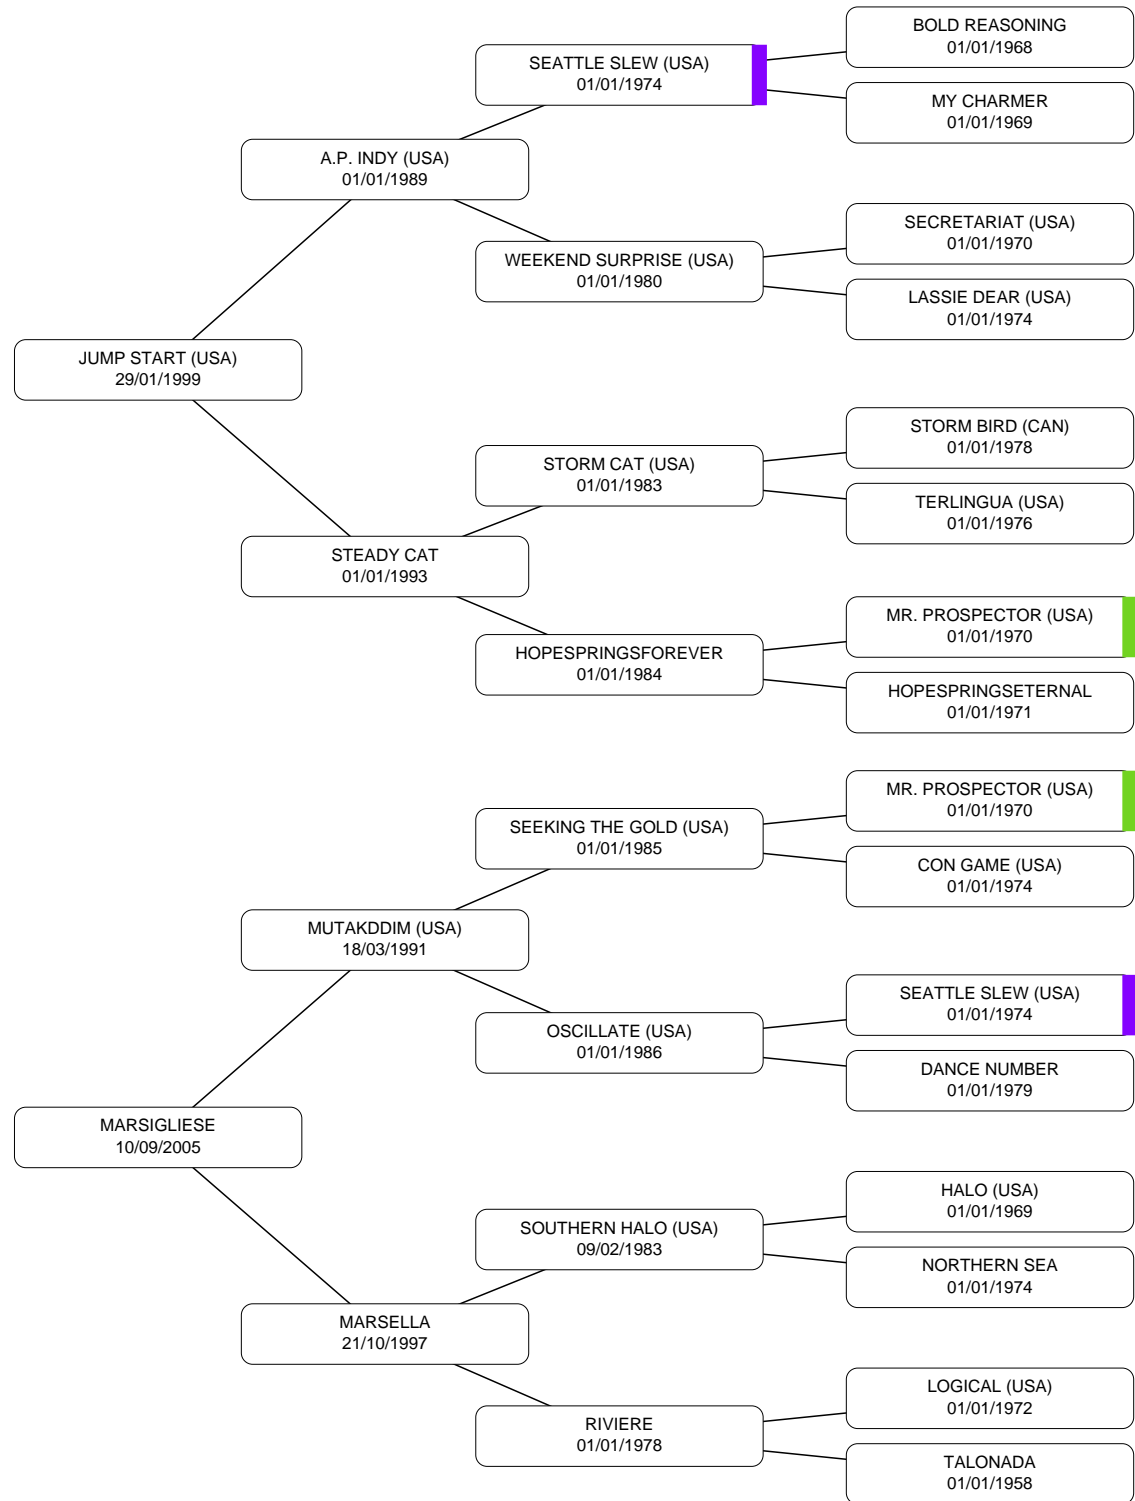 BOLD REASONING
01/01/1968
SEATTLE SLEW (USA)
01/01/1974
MY CHARMER
01/01/1969
A.P. INDY (USA)
01/01/1989
SECRETARIAT (USA)
01/01/1970
WEEKEND SURPRISE (USA)
01/01/1980
LASSIE DEAR (USA)
01/01/1974
JUMP START (USA)
29/01/1999
STORM BIRD (CAN)
01/01/1978
STORM CAT (USA)
01/01/1983
TERLINGUA (USA)
01/01/1976
STEADY CAT
01/01/1993
MR. PROSPECTOR (USA)
01/01/1970
HOPESPRINGSFOREVER
01/01/1984
HOPESPRINGSETERNAL
01/01/1971
MR. PROSPECTOR (USA)
01/01/1970
SEEKING THE GOLD (USA)
01/01/1985
CON GAME (USA)
01/01/1974
MUTAKDDIM (USA)
18/03/1991
SEATTLE SLEW (USA)
01/01/1974
OSCILLATE (USA)
01/01/1986
DANCE NUMBER
01/01/1979
MARSIGLIESE
10/09/2005
HALO (USA)
01/01/1969
SOUTHERN HALO (USA)
09/02/1983
NORTHERN SEA
01/01/1974
MARSELLA
21/10/1997
LOGICAL (USA)
01/01/1972
RIVIERE
01/01/1978
TALONADA
01/01/1958